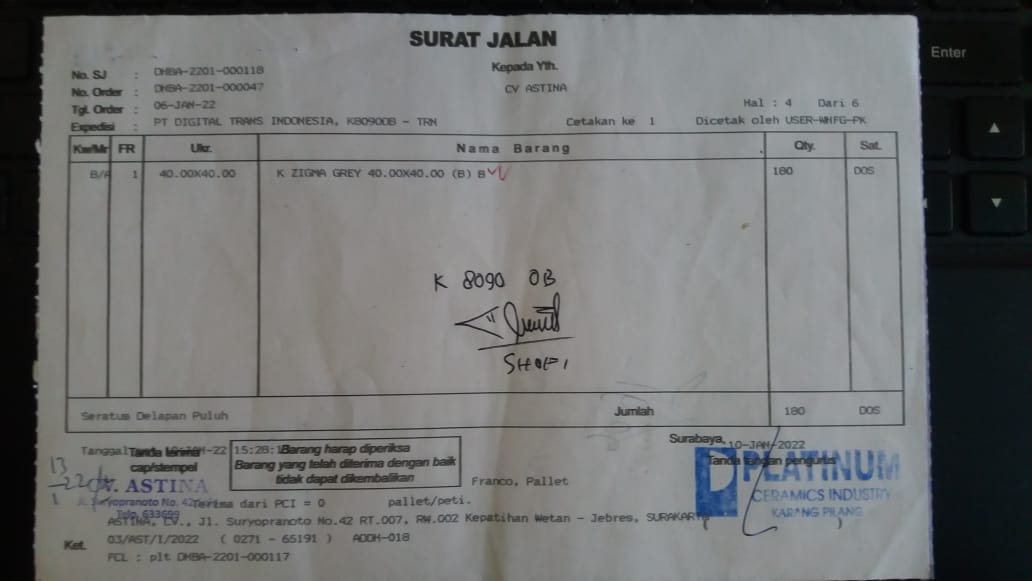 Enter
SURAT JALAN
No. SJ : DHBA-2201-000118
No. Order : DHBA-2201-000047
Tgl. Order : 06-JAN-22
Expedisi : PT DIGITAL TRANS INDONESIA, K8090OB - TRN
Kepada Yth.
CV ASTINA
Hal : 4 Dari 6
Cetakan ke 1 Dicetak oleh USER-WHFG-PK
Kw/Mr FR Ukr. Nama Barang Qty. Sat.
B/A 1 40.00X40.00 K ZIGMA GREY 40.00X40.00 (B) B 180 DOS
K 8090 OB
SHOFI
Seratus Delapan Puluh Jumlah 180 DOS
Surabaya, 10-JAN-2022
Tanda tangan pengurus
Tanggal Tanda terima 15:28:
cap/stempel
Barang harap diperiksa
Barang yang telah diterima dengan baik
tidak dapat dikembalikan
Franco, Pallet
PLATINUM
CERAMICS INDUSTRY
KARANG PILANG
13
22
1
CV. ASTINA
Jl. Suryopranoto No. 42
Telp. 633699
Terima dari PCI = 0 pallet/peti.
ASTINA, CV., Jl. Suryopranoto No.42 RT.007, RW.002 Kepatihan Wetan - Jebres, SURAKARTA
Ket. 03/AST/I/2022 ( 0271 - 65191 ) ADDH-018
FCL : plt DHBA-2201-000117